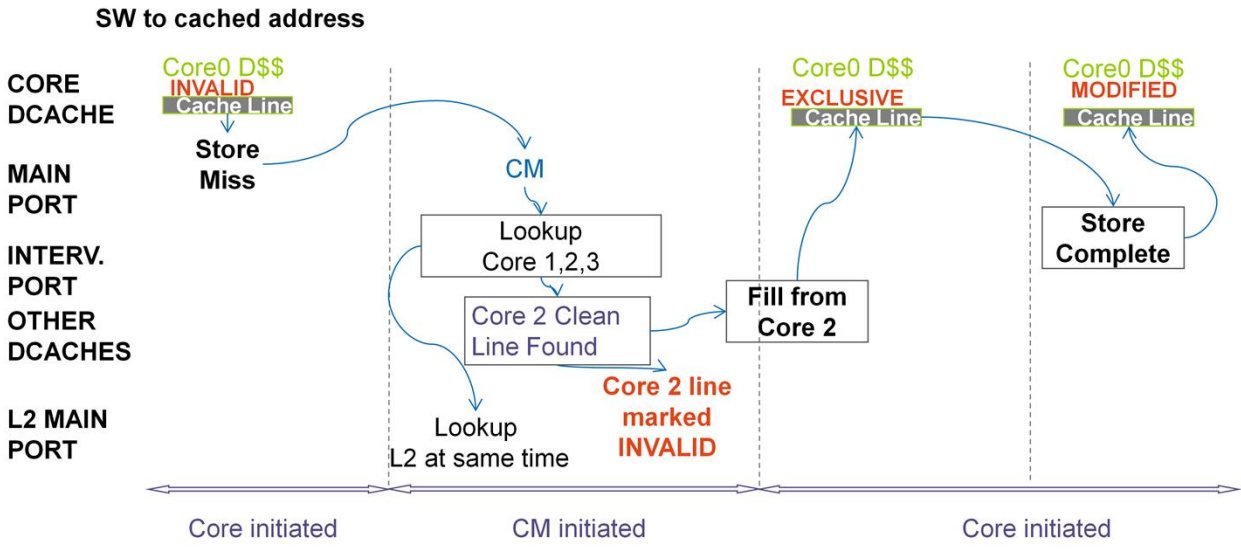 SW to cached address
CORE
DCACHE
MAIN
PORT
INTERV.
PORT
OTHER
DCACHES
L2 MAIN
PORT
Core0 D$$
INVALID
Cache Line
Store
Miss
CM
Lookup
Core 1,2,3
Core 2 Clean
Line Found
Core 2 line
marked
INVALID
Lookup
L2 at same time
Fill from
Core 2
Core0 D$$
EXCLUSIVE
Cache Line
Core0 D$$
MODIFIED
Cache Line
Store
Complete
Core initiated
CM initiated
Core initiated